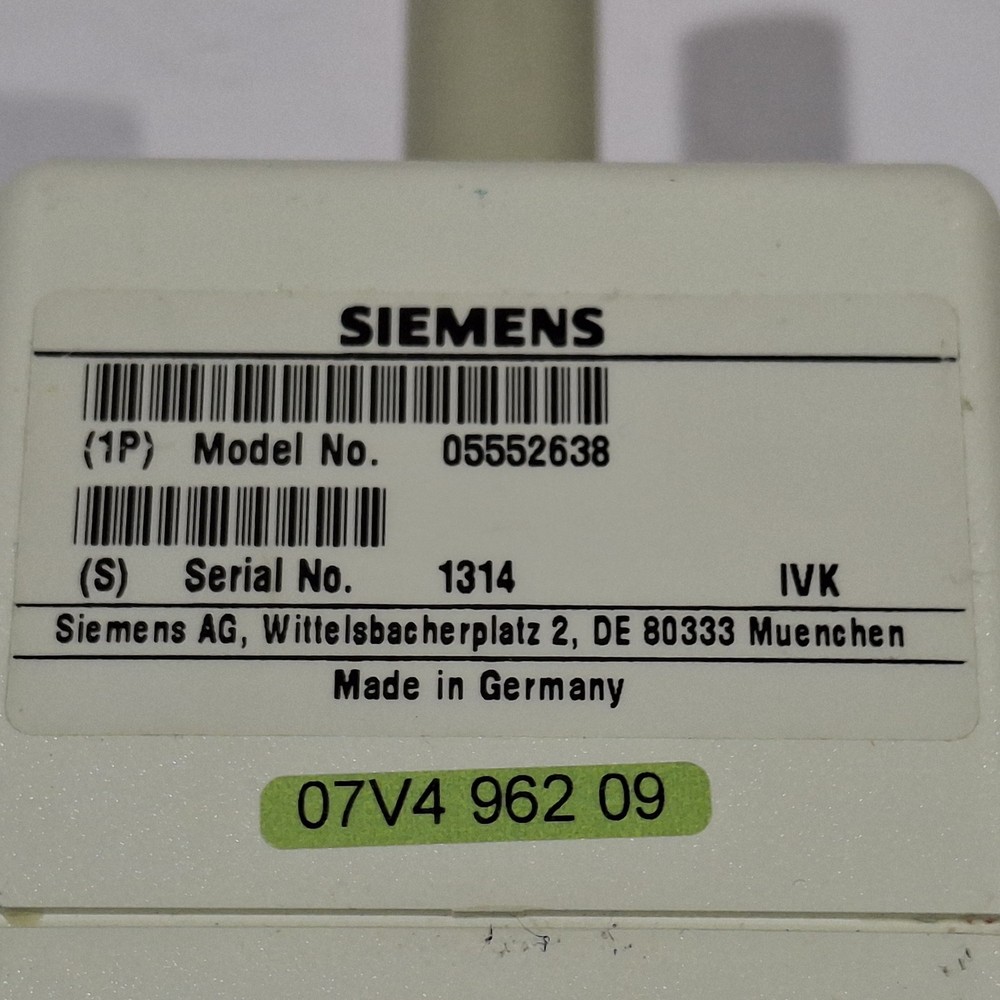 SIEMENS
(1P) Model No. 05552638
(S) Serial No. 1314 IVK
Siemens AG, Wittelsbacherplatz 2, DE 80333 Muenchen
Made in Germany
07V4 962 09